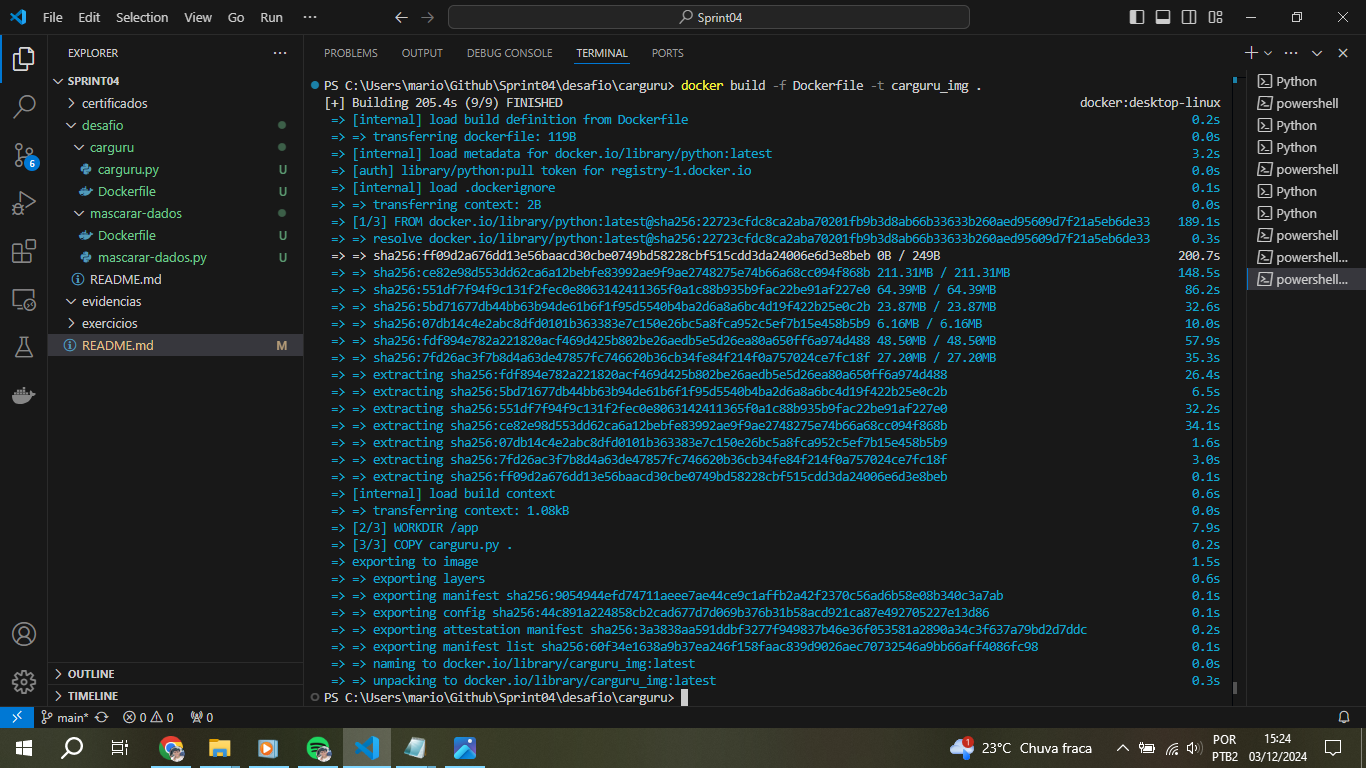 File Edit Selection View Go Run ··· Sprint04
EXPLORER ···
SPRINT04
certificados
desafio
carguru
carguru.py U
Dockerfile U
mascarar-dados
Dockerfile U
mascarar-dados.py U
README.md
evidencias
exercicios
README.md M
OUTLINE
TIMELINE
6
PROBLEMS OUTPUT DEBUG CONSOLE TERMINAL PORTS
PS C:\Users\mario\Github\Sprint04\desafio\carguru> docker build -f Dockerfile -t carguru_img .
[+] Building 205.4s (9/9) FINISHED docker:desktop-linux
=> [internal] load build definition from Dockerfile 0.2s
=> => transferring dockerfile: 119B 0.0s
=> [internal] load metadata for docker.io/library/python:latest 3.2s
=> [auth] library/python:pull token for registry-1.docker.io 0.0s
=> [internal] load .dockerignore 0.1s
=> => transferring context: 2B 0.0s
=> [1/3] FROM docker.io/library/python:latest@sha256:22723cfdc8ca2aba70201fb9b3d8ab66b33633b260aed95609d7f21a5eb6de33 189.1s
=> => resolve docker.io/library/python:latest@sha256:22723cfdc8ca2aba70201fb9b3d8ab66b33633b260aed95609d7f21a5eb6de33 0.3s
=> => sha256:ff09d2a676dd13e56baacd30cbe0749bd58228cbf515cdd3da24006e6d3e8beb 0B / 249B 200.7s
=> => sha256:ce82e98d553dd62ca6a12bebfe83992ae9f9ae2748275e74b66a68cc094f868b 211.31MB / 211.31MB 148.5s
=> => sha256:551df7f94f9c131f2fec0e8063142411365f0a1c88b935b9fac22be91af227e0 64.39MB / 64.39MB 86.2s
=> => sha256:5bd71677db44bb63b94de61b6f1f95d5540b4ba2d6a8a6bc4d19f422b25e0c2b 23.87MB / 23.87MB 32.6s
=> => sha256:07db14c4e2abc8dfd0101b363383e7c150e26bc5a8fca952c5ef7b15e458b5b9 6.16MB / 6.16MB 10.0s
=> => sha256:fdf894e782a221820acf469d425b802be26aedb5e5d26ea80a650ff6a974d488 48.50MB / 48.50MB 57.9s
=> => sha256:7fd26ac3f7b8d4a63de47857fc746620b36cb34fe84f214f0a757024ce7fc18f 27.20MB / 27.20MB 35.3s
=> => extracting sha256:fdf894e782a221820acf469d425b802be26aedb5e5d26ea80a650ff6a974d488 26.4s
=> => extracting sha256:5bd71677db44bb63b94de61b6f1f95d5540b4ba2d6a8a6bc4d19f422b25e0c2b 6.5s
=> => extracting sha256:551df7f94f9c131f2fec0e8063142411365f0a1c88b935b9fac22be91af227e0 32.2s
=> => extracting sha256:ce82e98d553dd62ca6a12bebfe83992ae9f9ae2748275e74b66a68cc094f868b 34.1s
=> => extracting sha256:07db14c4e2abc8dfd0101b363383e7c150e26bc5a8fca952c5ef7b15e458b5b9 1.6s
=> => extracting sha256:7fd26ac3f7b8d4a63de47857fc746620b36cb34fe84f214f0a757024ce7fc18f 3.0s
=> => extracting sha256:ff09d2a676dd13e56baacd30cbe0749bd58228cbf515cdd3da24006e6d3e8beb 0.1s
=> [internal] load build context 0.6s
=> => transferring context: 1.08kB 0.0s
=> [2/3] WORKDIR /app 7.9s
=> [3/3] COPY carguru.py . 0.2s
=> exporting to image 1.5s
=> => exporting layers 0.6s
=> => exporting manifest sha256:9054944efd74711aeee7ae44ce9c1affb2a42f2370c56ad6b58e08b340c3a7ab 0.1s
=> => exporting config sha256:44c891a224858cb2cad677d7d069b376b31b58acd921ca87e492705227e13d86 0.1s
=> => exporting attestation manifest sha256:3a3838aa591ddbf3277f949837b46e36f053581a2890a34c3f637a79bd2d7ddc 0.2s
=> => exporting manifest list sha256:60f34e1638a9b37ea246f158faac839d9026aec70732546a9bb66aff4086fc98 0.1s
=> => naming to docker.io/library/carguru_img:latest 0.0s
=> => unpacking to docker.io/library/carguru_img:latest 0.3s
PS C:\Users\mario\Github\Sprint04\desafio\carguru>
Python
powershell
Python
Python
powershell
Python
Python
powershell
powershell...
powershell...
main* 0 0 0
1 23°C Chuva fraca POR 15:24
PTB2 03/12/2024